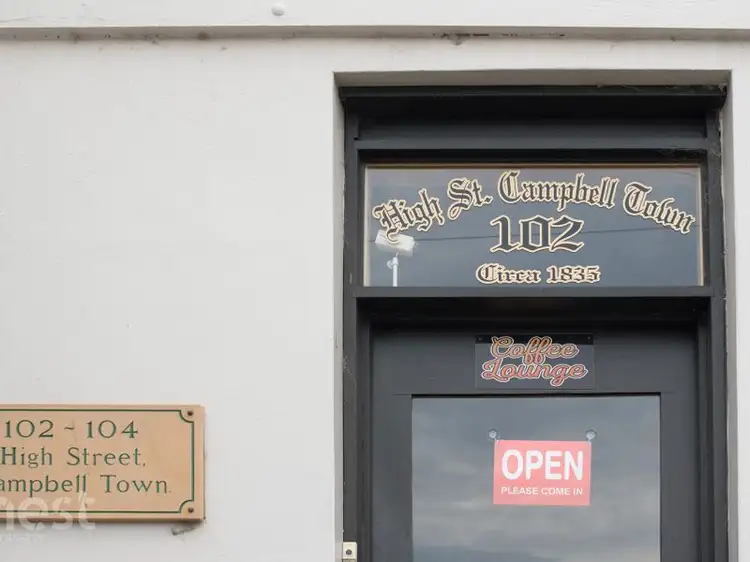 High St. Campbell Town
102
Circa 1835
Coffee
Lounge
OPEN
PLEASE COME IN
102 - 104
High Street,
ampbell Town.
nest